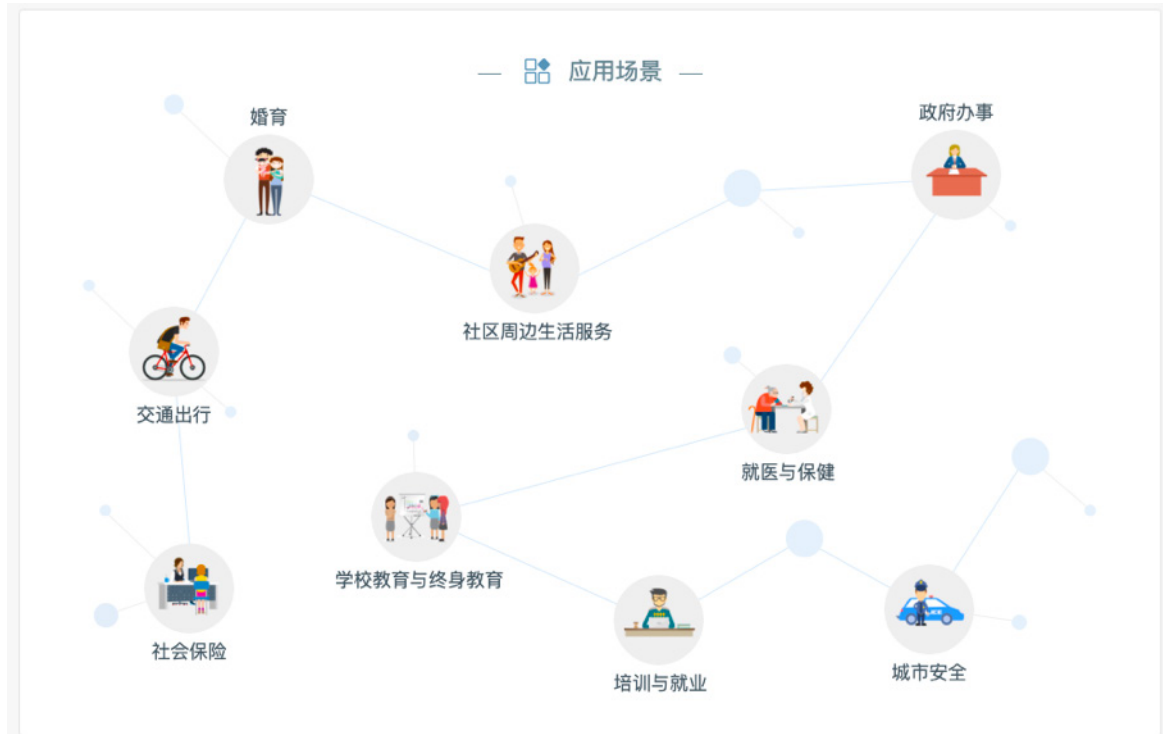 应用场景
婚育
政府办事
社区周边生活服务
交通出行
就医与保健
学校教育与终身教育
社会保险
培训与就业
城市安全